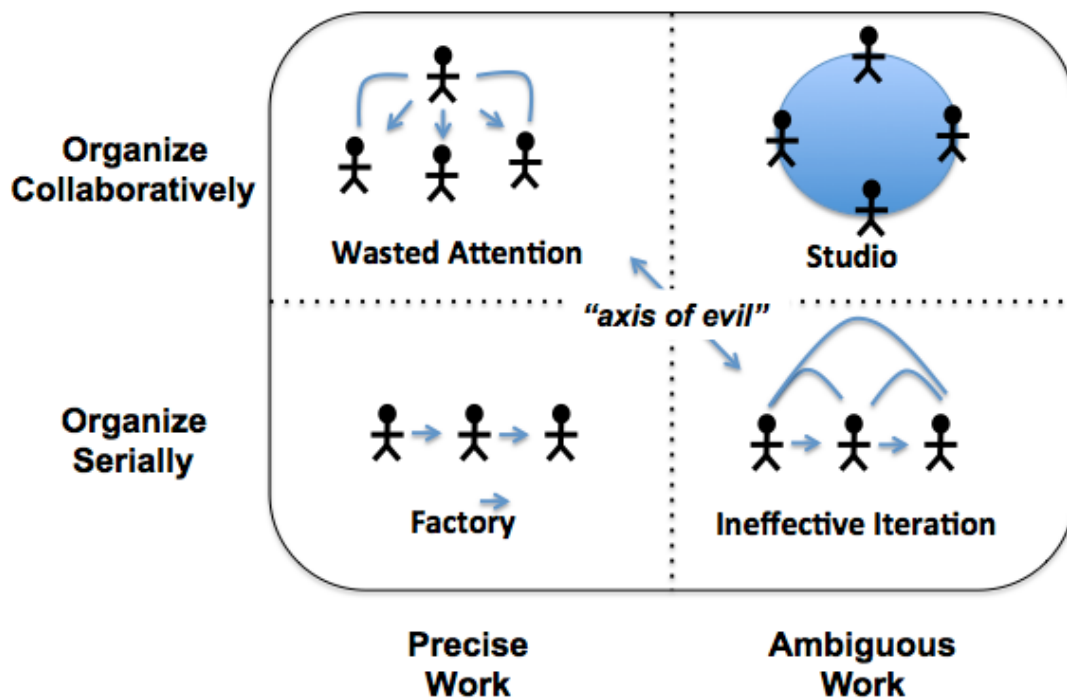 Organize
Collaboratively
Wasted Attention
Studio
“axis of evil”
Organize
Serially
Factory
Ineffective Iteration
Precise
Work
Ambiguous
Work